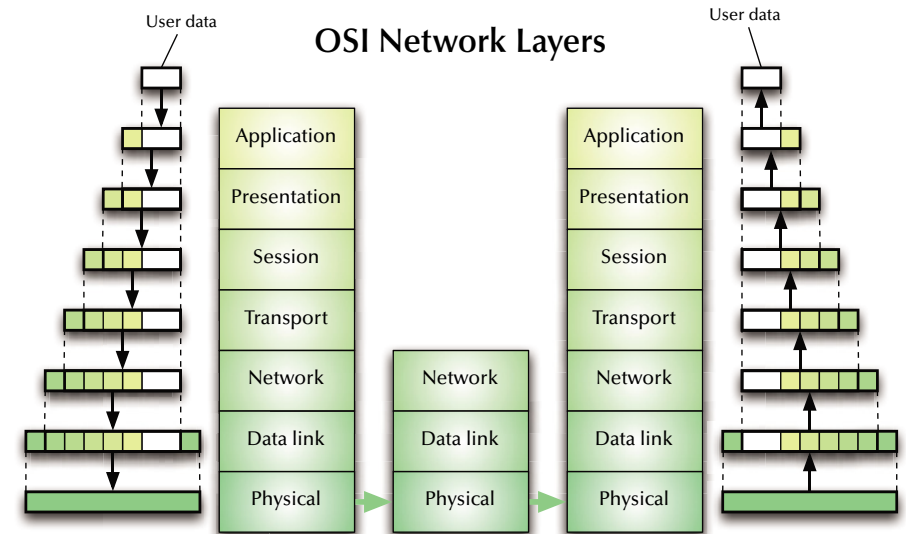 User data
OSI Network Layers
User data
Application
Presentation
Session
Transport
Network
Data link
Physical
Network
Data link
Physical
Application
Presentation
Session
Transport
Network
Data link
Physical